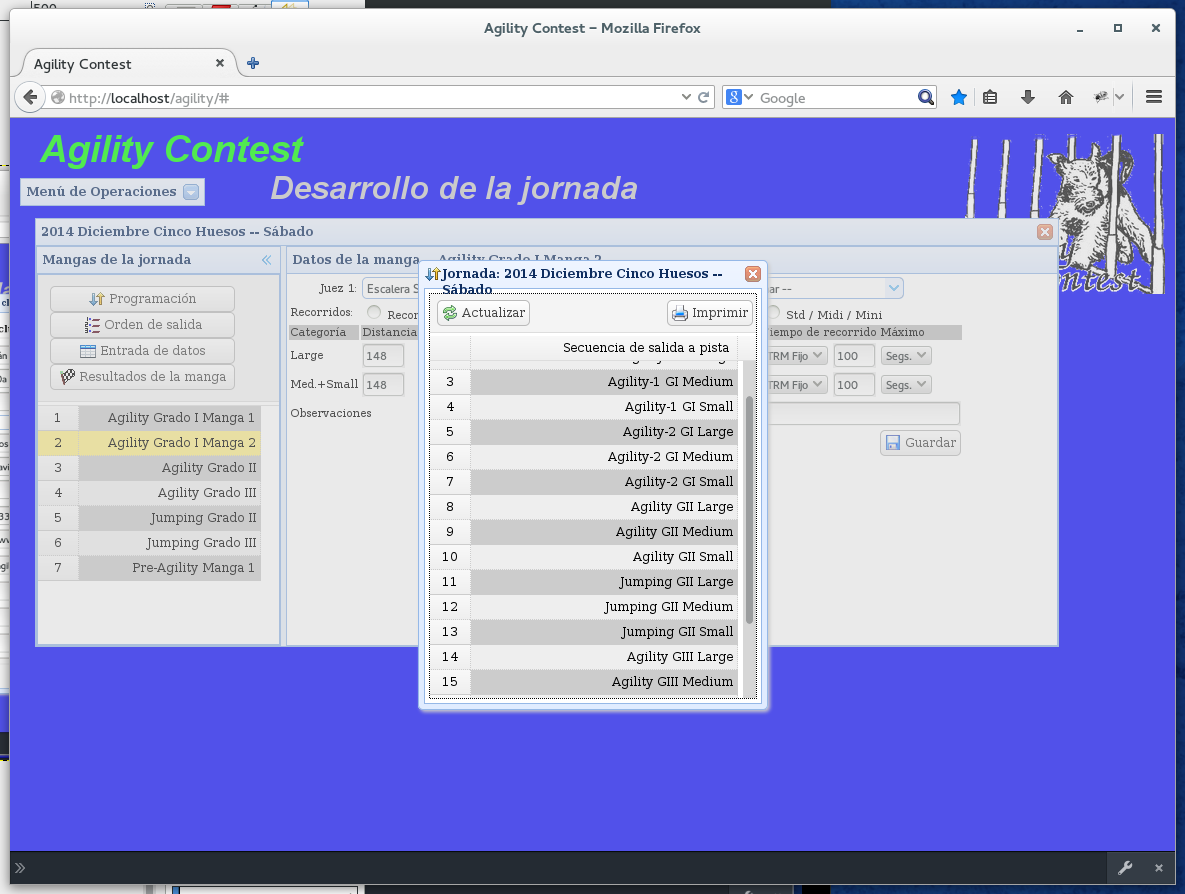 Agility Contest – Mozilla Firefox
Agility Contest
http://localhost/agility/#
Google
Agility Contest
Menú de Operaciones
Desarrollo de la jornada
2014 Diciembre Cinco Huesos -- Sábado
Mangas de la jornada
Programación
Orden de salida
Entrada de datos
Resultados de la manga
1 Agility Grado I Manga 1
2 Agility Grado I Manga 2
3 Agility Grado II
4 Agility Grado III
5 Jumping Grado II
6 Jumping Grado III
7 Pre-Agility Manga 1
Datos de la manga
Agility Grado I Manga 2
Juez 1: Escalera S
Recorridos:
Std / Midi / Mini
Categoría Distancia
iempo de recorrido Máximo
Large 148
TRM Fijo 100 Segs.
Med.+Small 148
TRM Fijo 100 Segs.
Observaciones
Guardar
Jornada: 2014 Diciembre Cinco Huesos -- Sábado
Actualizar
Imprimir
Secuencia de salida a pista
3 Agility-1 GI Medium
4 Agility-1 GI Small
5 Agility-2 GI Large
6 Agility-2 GI Medium
7 Agility-2 GI Small
8 Agility GII Large
9 Agility GII Medium
10 Agility GII Small
11 Jumping GII Large
12 Jumping GII Medium
13 Jumping GII Small
14 Agility GIII Large
15 Agility GIII Medium